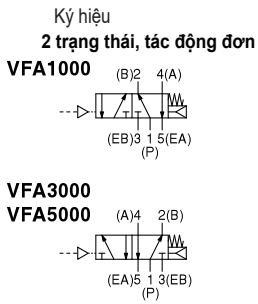 Ký hiệu
2 trạng thái, tác động đơn
VFA1000
(B)2 4(A)
(EB)3 1 5(EA)
(P)
VFA3000
VFA5000
(A)4 2(B)
(EA)5 1 3(EB)
(P)